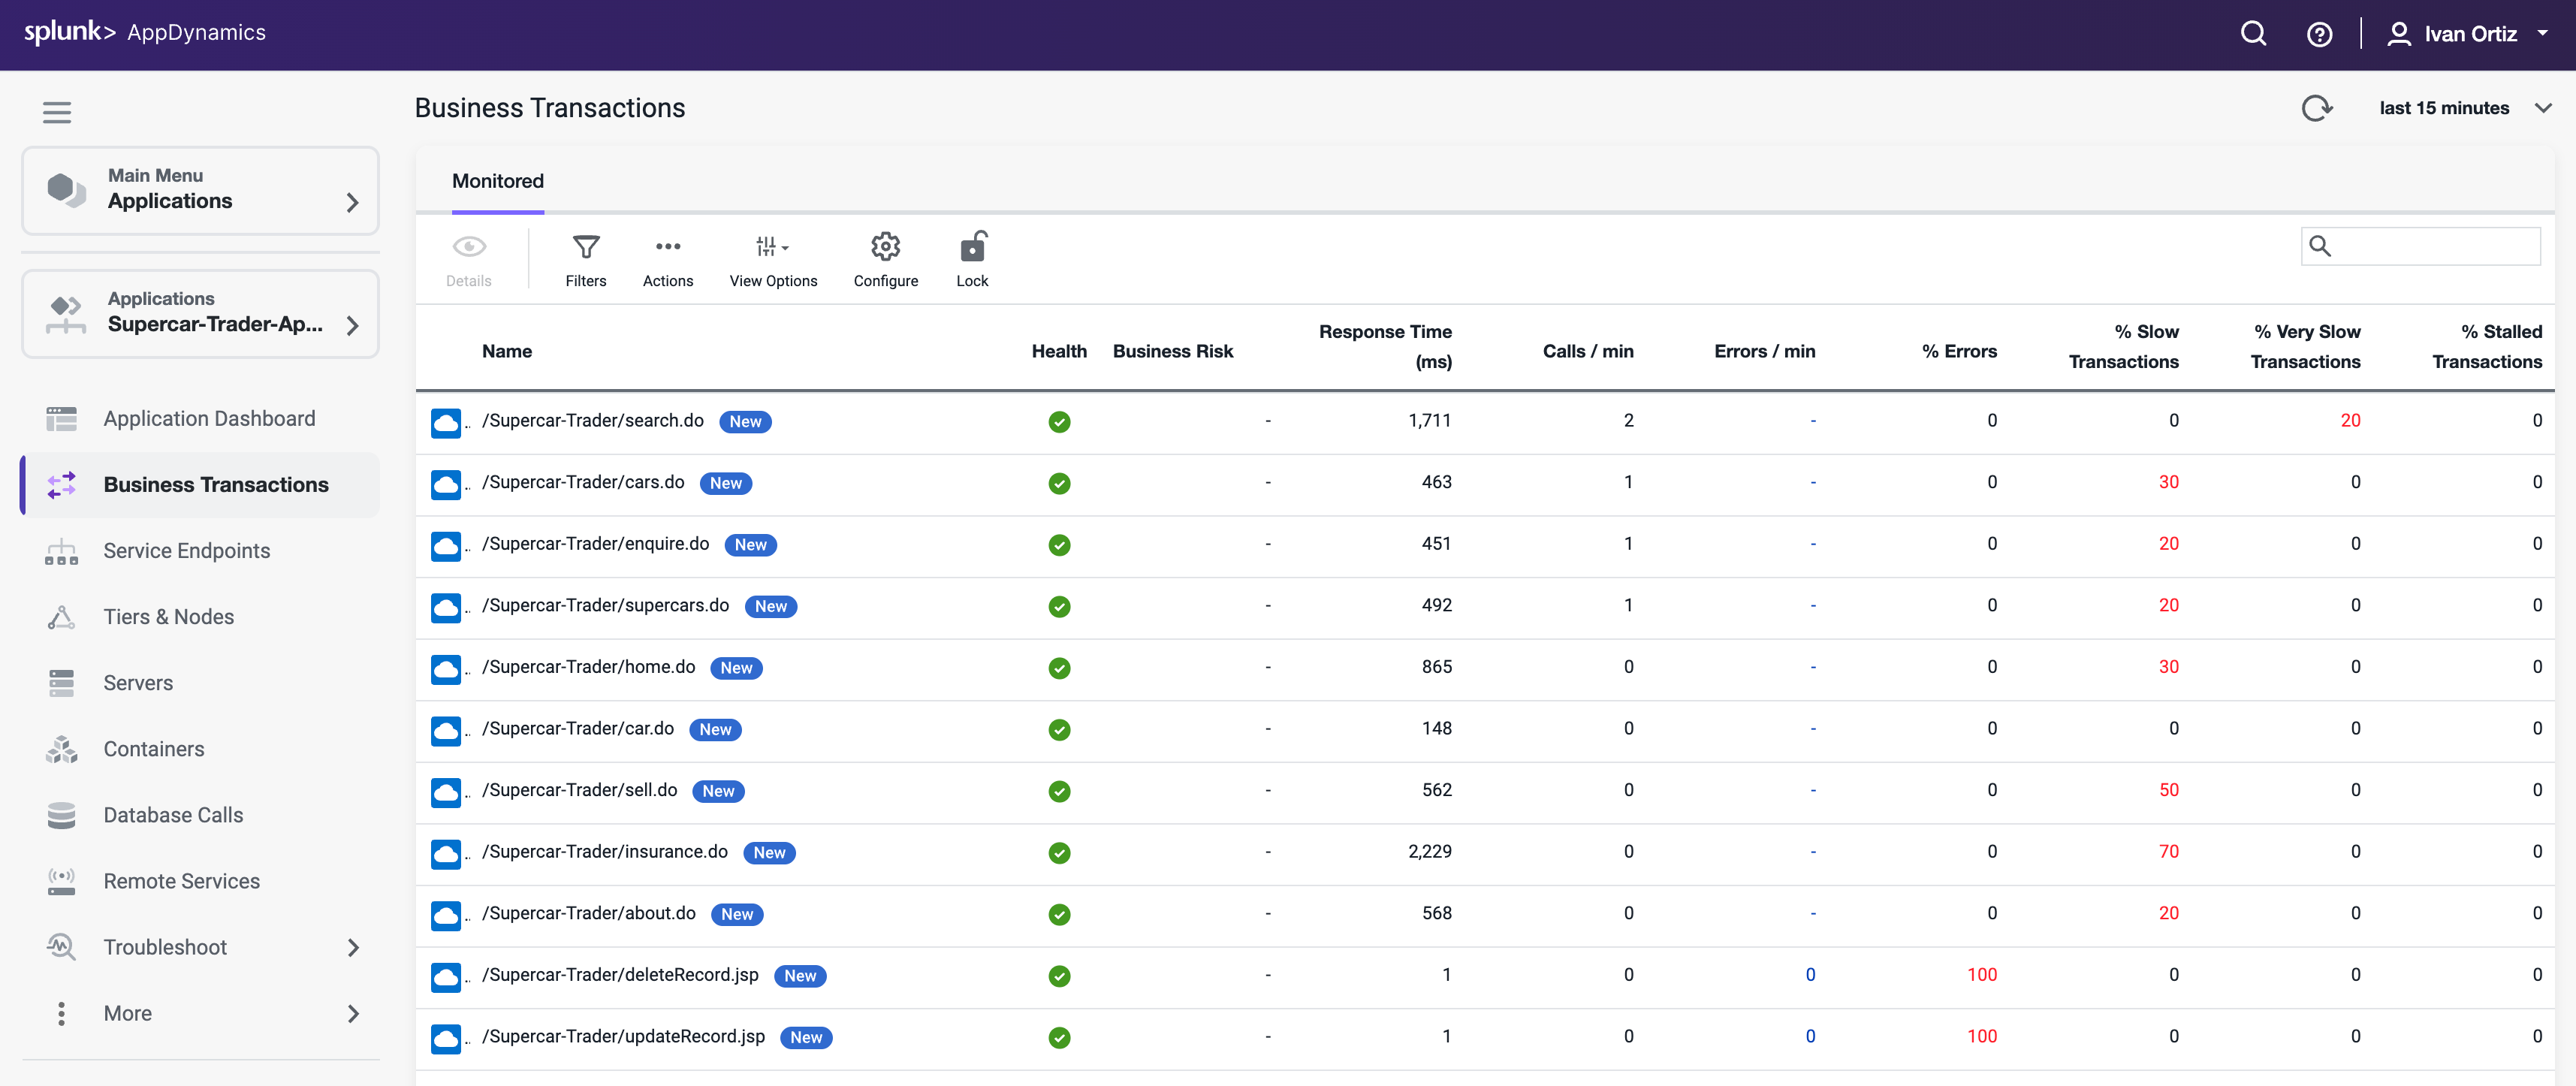 splunk> AppDynamics
Ivan Ortiz
Business Transactions
last 15 minutes
Main Menu
Applications
Applications
Supercar-Trader-Ap...
Application Dashboard
Business Transactions
Service Endpoints
Tiers & Nodes
Servers
Containers
Database Calls
Remote Services
Troubleshoot
More
Monitored
Details Filters Actions View Options Configure Lock
Name Health Business Risk Response Time (ms) Calls / min Errors / min % Errors % Slow Transactions % Very Slow Transactions % Stalled Transactions
.. /Supercar-Trader/search.do New - 1,711 2 - 0 0 20 0
.. /Supercar-Trader/cars.do New - 463 1 - 0 30 0 0
.. /Supercar-Trader/enquire.do New - 451 1 - 0 20 0 0
.. /Supercar-Trader/supercars.do New - 492 1 - 0 20 0 0
.. /Supercar-Trader/home.do New - 865 0 - 0 30 0 0
.. /Supercar-Trader/car.do New - 148 0 - 0 0 0 0
.. /Supercar-Trader/sell.do New - 562 0 - 0 50 0 0
.. /Supercar-Trader/insurance.do New - 2,229 0 - 0 70 0 0
.. /Supercar-Trader/about.do New - 568 0 - 0 20 0 0
.. /Supercar-Trader/deleteRecord.jsp New - 1 0 0 100 0 0 0
.. /Supercar-Trader/updateRecord.jsp New - 1 0 0 100 0 0 0